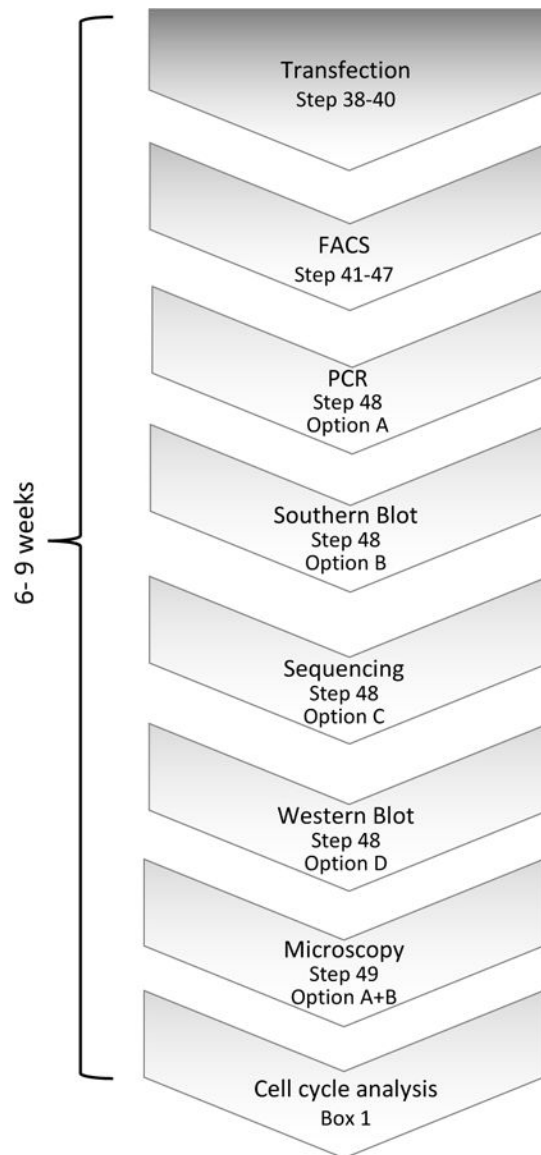 Transfection
Step 38-40
FACS
Step 41-47
PCR
Step 48
Option A
Southern Blot
Step 48
Option B
Sequencing
Step 48
Option C
Western Blot
Step 48
Option D
Microscopy
Step 49
Option A+B
Cell cycle analysis
Box 1
6- 9 weeks